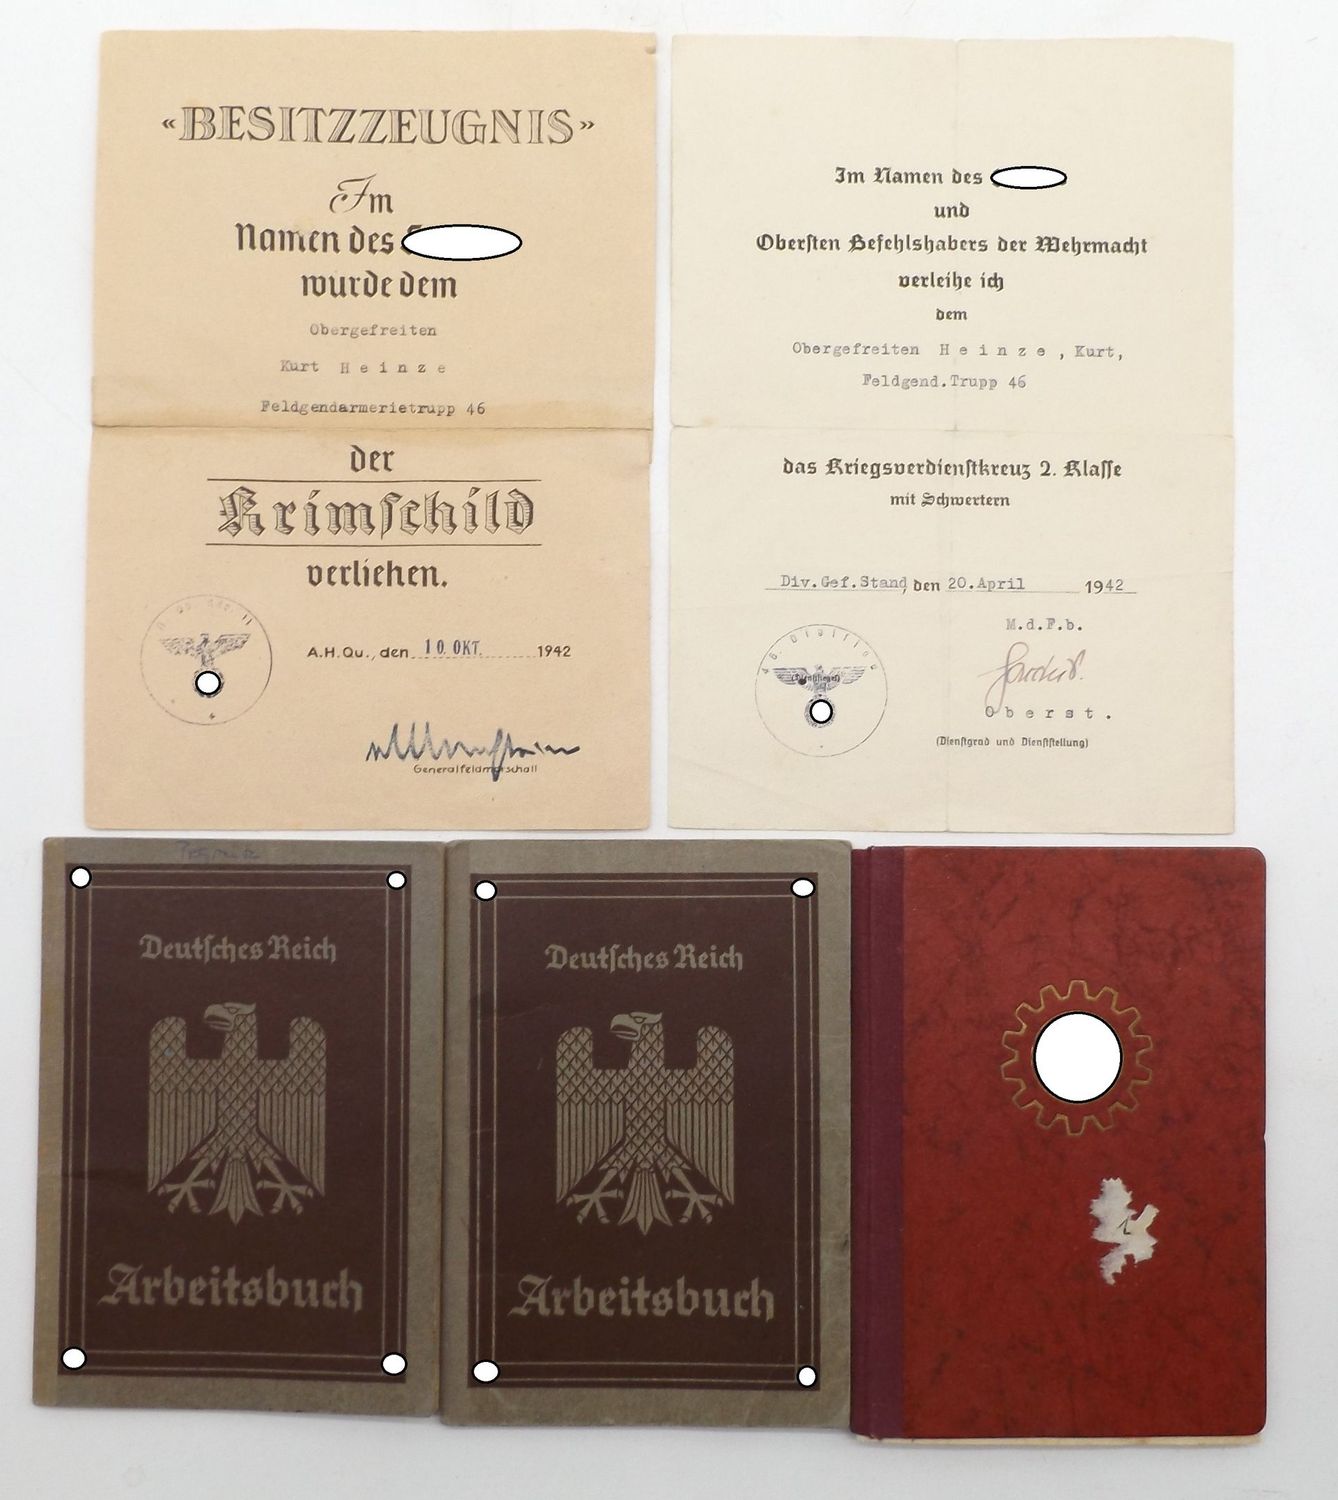 «BESITZZEUGNIS»
Im
Namen des
wurde dem
Obergefreiten
Kurt Heinze
Feldgendarmerietrupp 46
der
Krimschild
verliehen.
A.H.Qu., den 10. OKT. 1942
Generalfeldmarschall
Im Namen des
und
Obersten Befehlshabers der Wehrmacht
verleihe ich
dem
Obergefreiten Heinze, Kurt,
Feldgend.Trupp 46
das Kriegsverdienstkreuz 2. Klasse
mit Schwertern
Div.Gef.Stand, den 20.April 1942
M.d.F.b.
46. Division
(Dienstsiegel)
Oberst.
(Dienstgrad und Dienststellung)
Deutsches Reich
Arbeitsbuch
Deutsches Reich
Arbeitsbuch